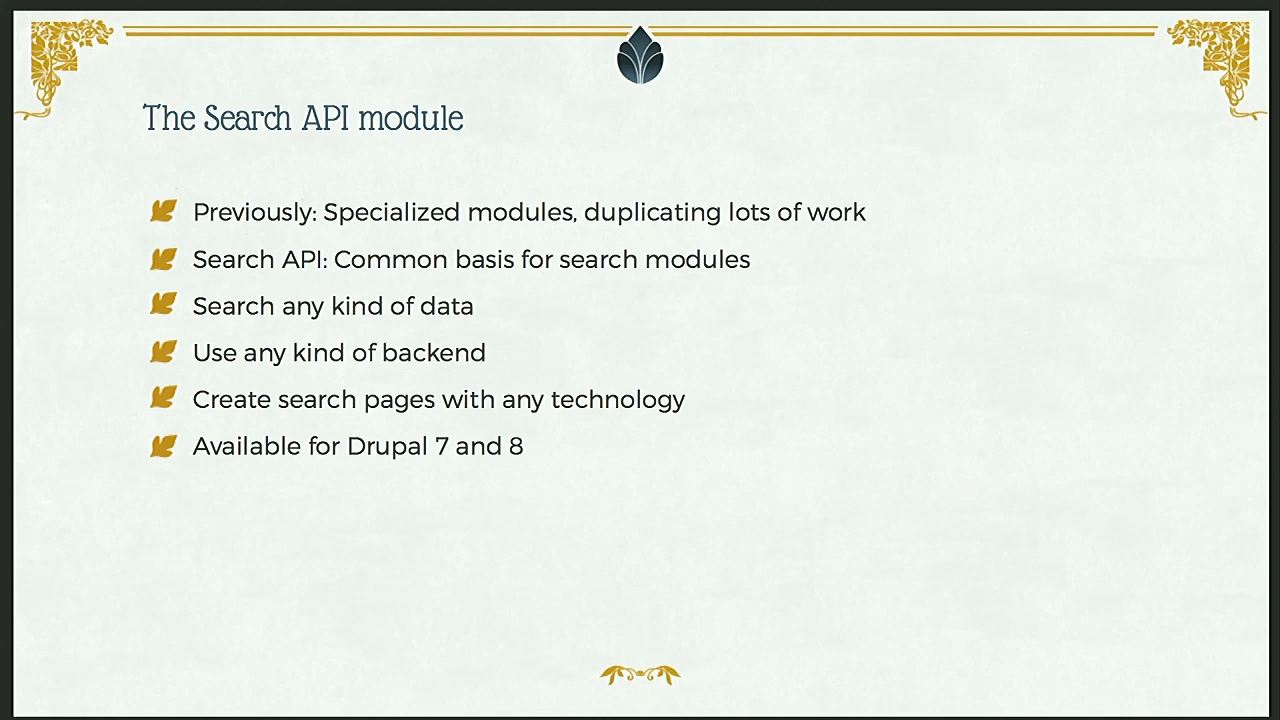 The Search API module
Previously: Specialized modules, duplicating lots of work
Search API: Common basis for search modules
Search any kind of data
Use any kind of backend
Create search pages with any technology
Available for Drupal 7 and 8